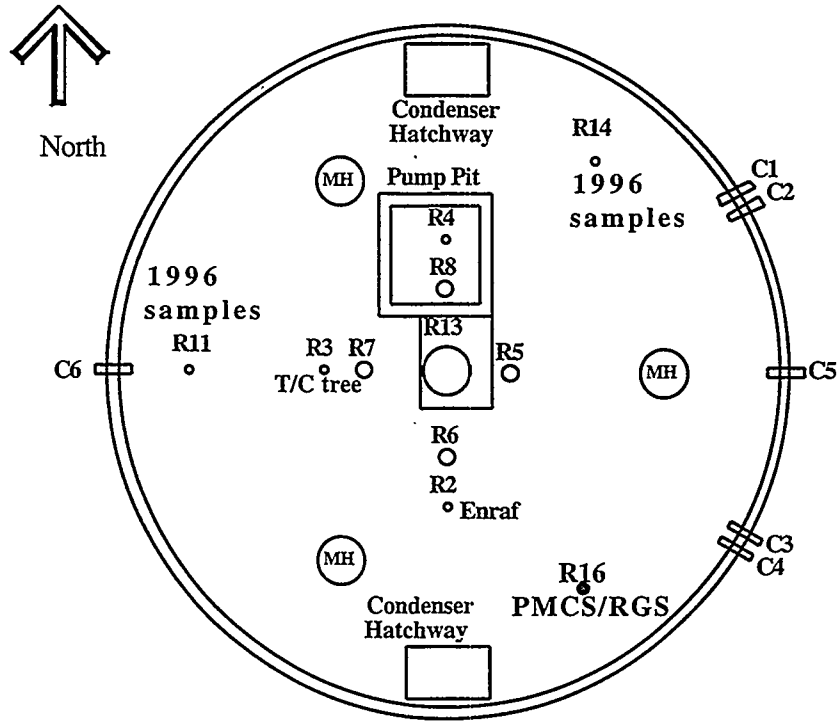 North
Condenser
Hatchway
R14
1996
samples
C1
C2
MH
Pump Pit
R4
R8
1996
samples
R11
C6
R3
R7
T/C tree
R13
R5
MH
C5
R6
R2
Enraf
MH
C3
C4
R16
PMCS/RGS
Condenser
Hatchway